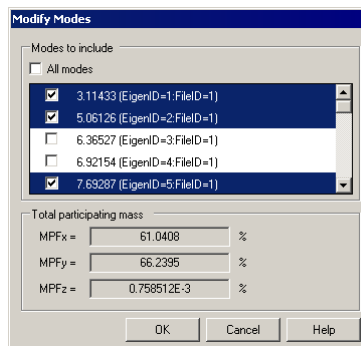 Modify Modes
Modes to include
All modes
3.11433 (EigenID=1:FileID=1)
5.06126 (EigenID=2:FileID=1)
6.36527 (EigenID=3:FileID=1)
6.92154 (EigenID=4:FileID=1)
7.69287 (EigenID=5:FileID=1)
Total participating mass
MPFx = 61.0408 %
MPFy = 66.2395 %
MPFz = 0.758512E-3 %
OK Cancel Help